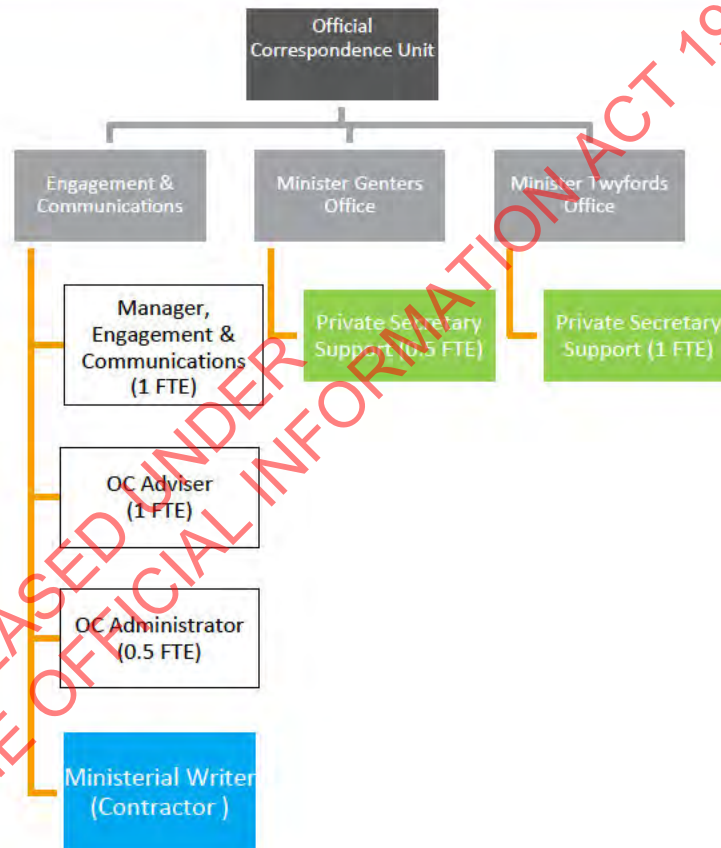 Official
Correspondence Unit
Engagement &
Communications
Minister Genters
Office
Minister Twyfords
Office
Manager,
Engagement &
Communications
(1 FTE)
Private Secretary
Support (0.5 FTE)
Private Secretary
Support (1 FTE)
OC Adviser
(1 FTE)
OC Administrator
(0.5 FTE)
Ministerial Writer
(Contractor )
EASED UNDER
E OFFICIAL INFORMATION ACT 19